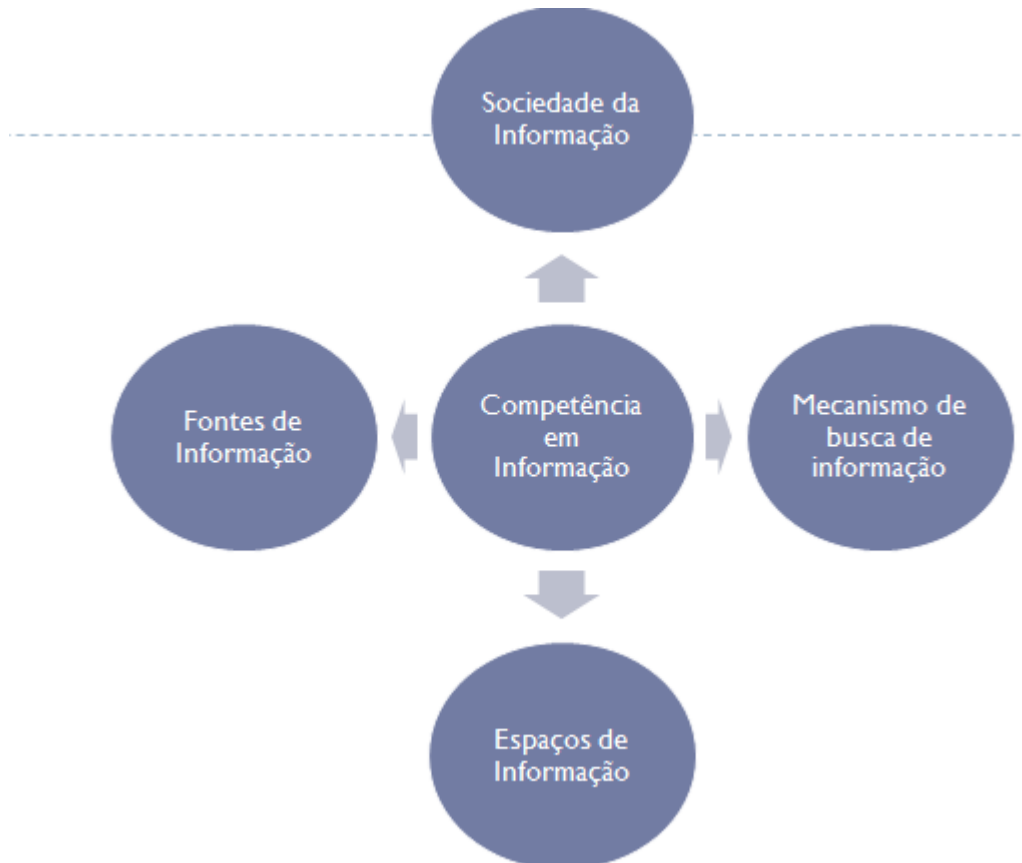 Sociedade da
Informação
Fontes de
Informação
Competência
em
Informação
Mecanismo de
busca de
informação
Espaços de
Informação